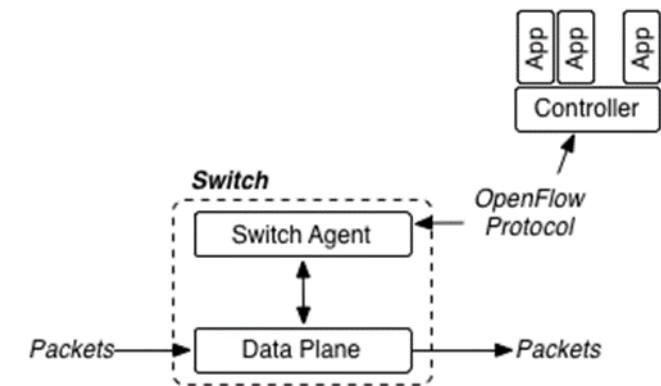 App
App
App
Controller
Switch
OpenFlow
Protocol
Switch Agent
Packets
Data Plane
Packets